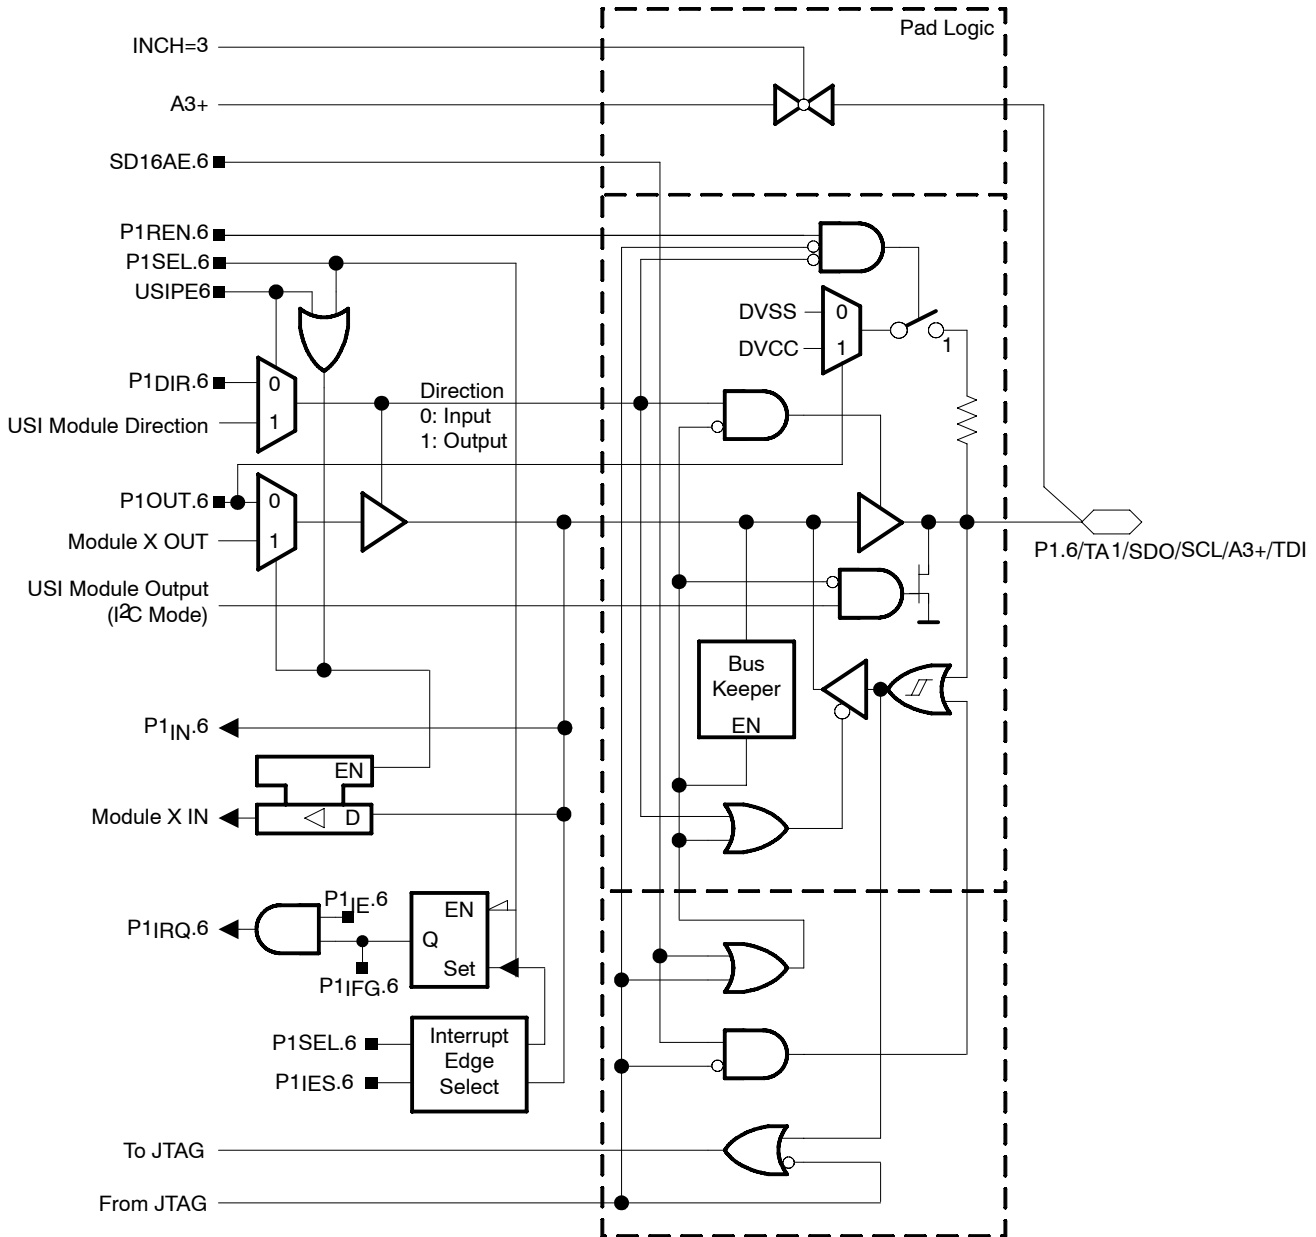 Pad Logic
INCH=3
A3+
SD16AE.6
P1REN.6
P1SEL.6
USIPE6
DVSS
0
DVCC
1
1
P1DIR.6
0
USI Module Direction
1
Direction
0: Input
1: Output
P1OUT.6
0
Module X OUT
1
P1.6/TA1/SDO/SCL/A3+/TDI
USI Module Output
(I2C Mode)
Bus
Keeper
EN
P1IN.6
EN
Module X IN
D
P1IE.6
P1IRQ.6
EN
Q
Set
P1IFG.6
P1SEL.6
P1IES.6
Interrupt
Edge
Select
To JTAG
From JTAG